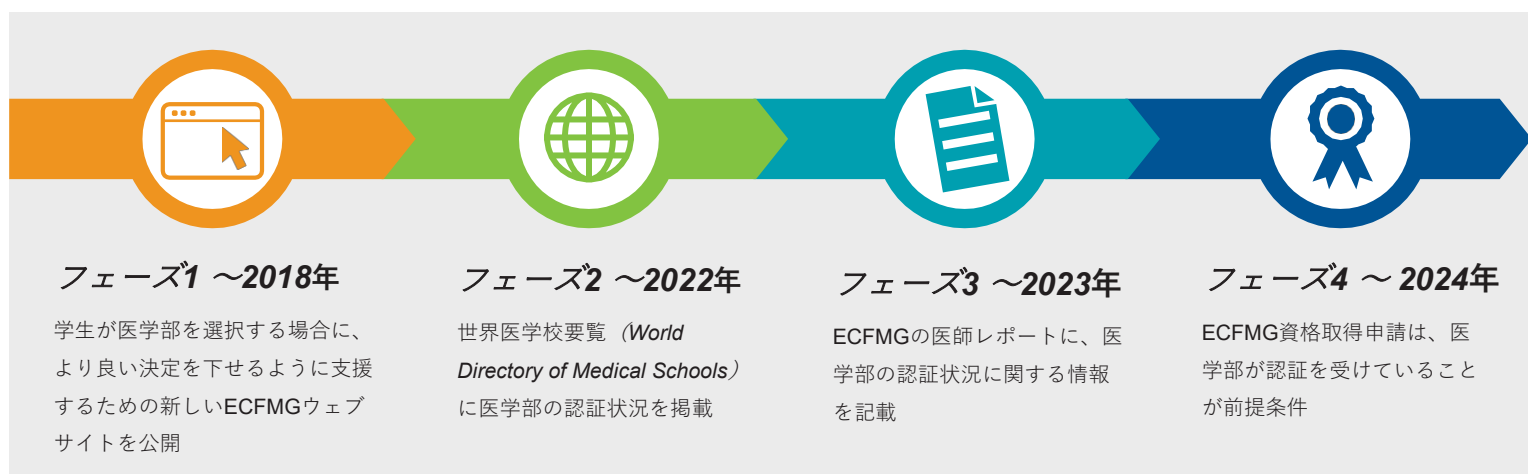 フェーズ1 ～2018年
学生が医学部を選択する場合に、
より良い決定を下せるように支援
するための新しいECFMGウェブ
サイトを公開
フェーズ2 ～2022年
世界医学校要覧（World
Directory of Medical Schools）
に医学部の認証状況を掲載
フェーズ3 ～2023年
ECFMGの医師レポートに、医
学部の認証状況に関する情報
を記載
フェーズ4 ～ 2024年
ECFMG資格取得申請は、医
学部が認証を受けていること
が前提条件